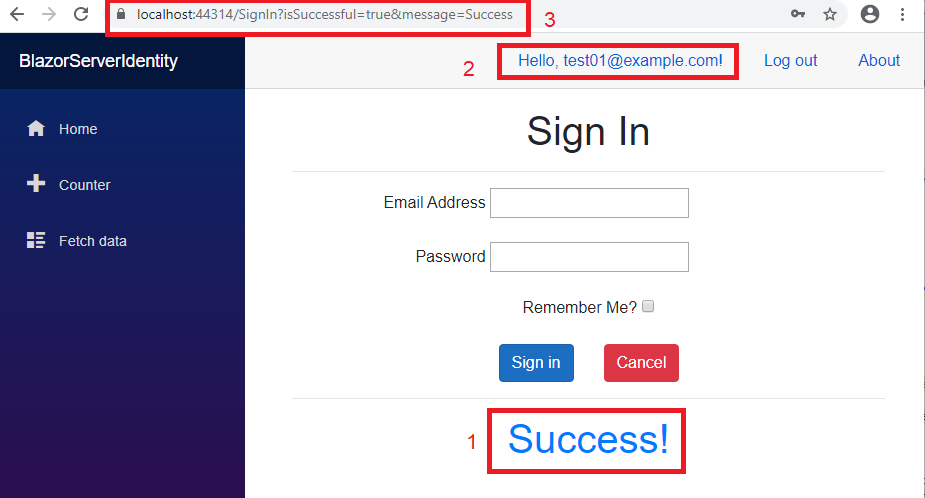 localhost:44314/SignIn?isSuccessful=true&message=Success
3
BlazorServerIdentity
2
Hello, test01@example.com!
Log out
About
Home
Counter
Fetch data
Sign In
Email Address
Password
Remember Me?
Sign in
Cancel
1
Success!